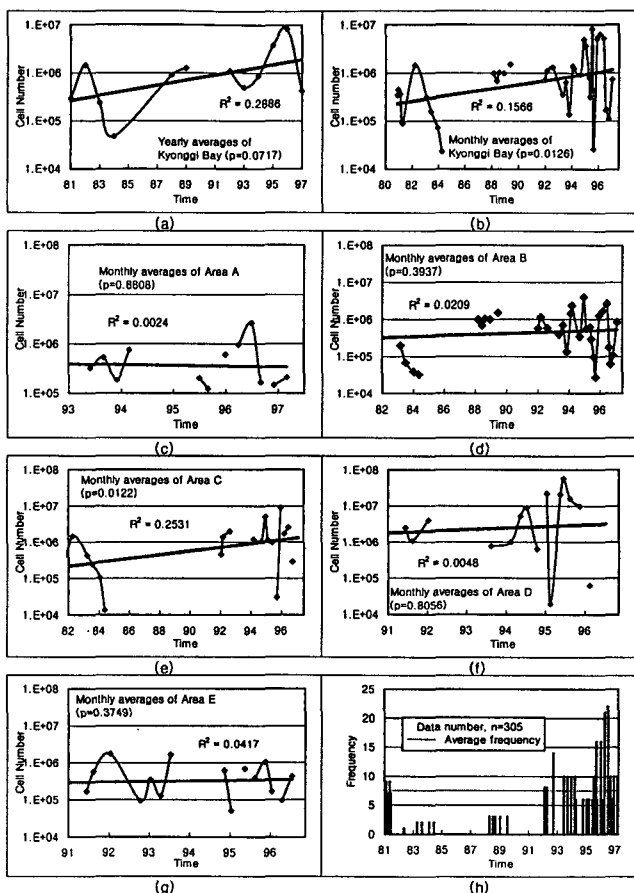 1.E+07
1.E+06
1.E+05
1.E+04
Cell Number
R² = 0.2886
Yearly averages of
Kyonggi Bay (p=0.0717)
81 83 85 87 89 91 93 95 97
Time
(a)
1.E+07
1.E+06
1.E+05
1.E+04
Cell number
R² = 0.1566
Monthly averages of
Kyonggi Bay (p=0.0126)
80 82 84 86 88 90 92 94 96
Time
(b)
1.E+08
1.E+07
1.E+06
1.E+05
Cell Number
Monthly averages of Area A
(p=0.8808)
R² = 0.0024
93 94 95 96 97
Time
(c)
1.E+08
1.E+07
1.E+06
1.E+05
1.E+04
Cell Number
Monthly averages of Area B
(p=0.3937)
R² = 0.0209
82 84 86 88 90 92 94 96
Time
(d)
1.E+08
1.E+07
1.E+06
1.E+05
1.E+04
Cell Number
Monthly averages of Area C
(p=0.0122)
R² = 0.2531
82 84 86 88 90 92 94 96
Time
(e)
1.E+08
1.E+07
1.E+06
1.E+05
1.E+04
Cell Number
R² = 0.0048
Monthly averages of Area D
(p=0.8056)
91 92 93 94 95 96
Time
(f)
1.E+08
1.E+07
1.E+06
1.E+05
1.E+04
Cell Number
Monthly averages of Area E
(p=0.3749)
R² = 0.0417
91 92 93 94 95 96
Time
(g)
25
20
15
10
5
0
Frequency
Data number, n=305
Average frequency
81 83 85 87 89 91 93 95 97
Time
(h)